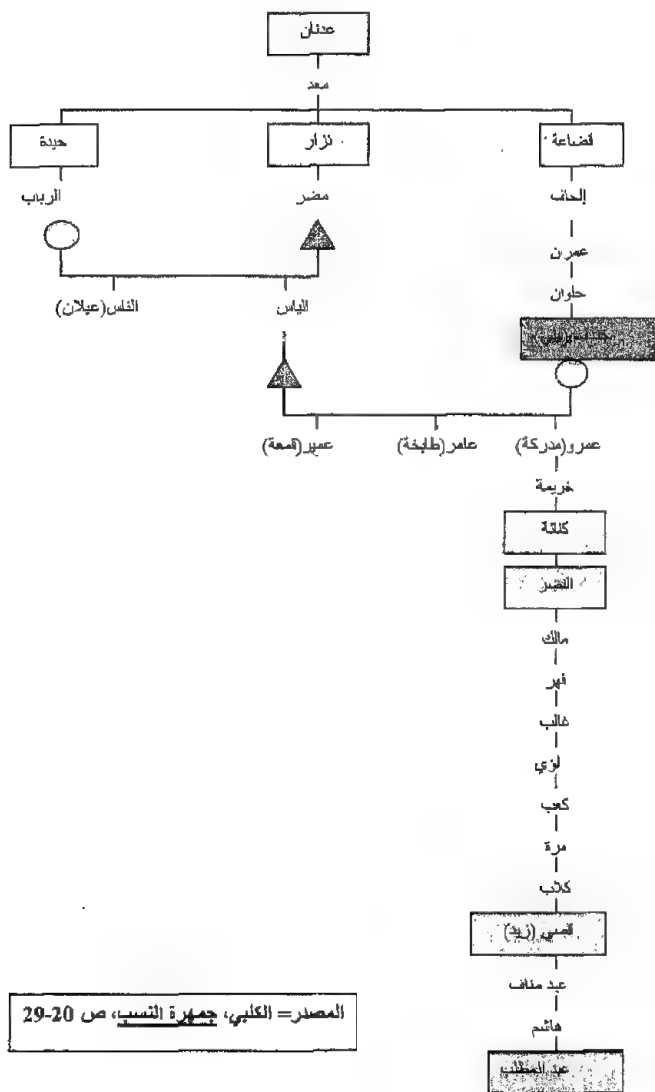 عدنان
معد
قضاعة
نزار
حيدة
إلحاف
مضر
الرباب
عمران
حلوان
الياس
الناس(عيلان)
عمرو(مدركة)
عامر(طابخة)
عمير(قمعة)
خزيمة
كنانة
النضر
مالك
فهر
غالب
لؤي
كعب
مرة
كلاب
قصي (زيد)
عبد مناف
هاشم
عبد المطلب
المصدر= الكلبي، جمهرة النسب، ص 20-29